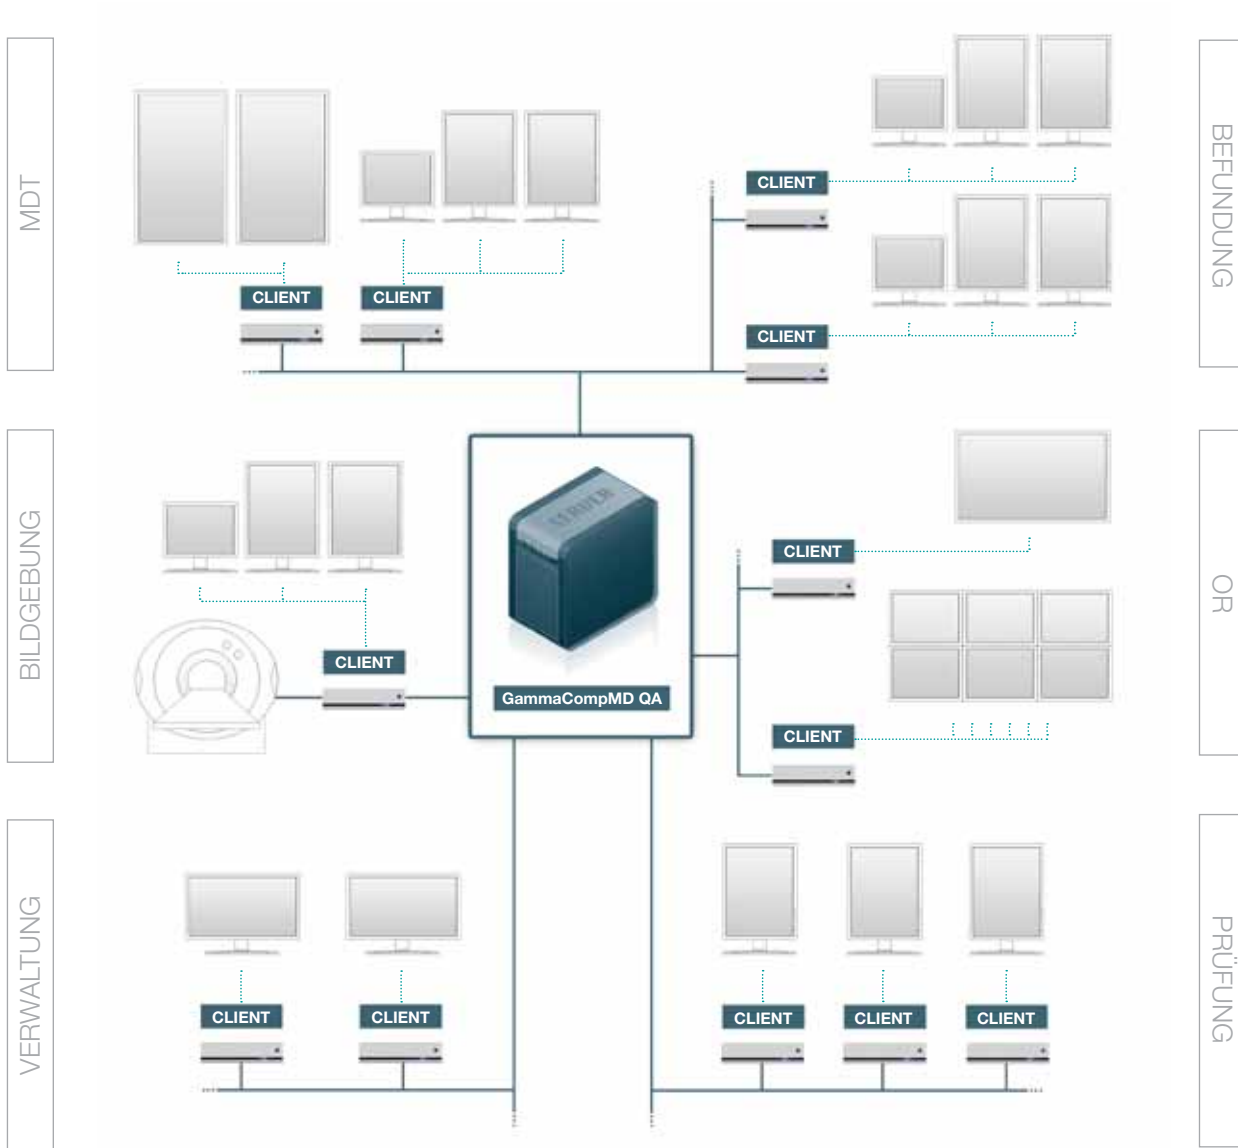 MDT
CLIENT
CLIENT
BEFUNDUNG
CLIENT
CLIENT
BILDGEBUNG
CLIENT
SERVER
GammaCompMD QA
OR
CLIENT
CLIENT
VERWALTUNG
CLIENT
CLIENT
PRÜFUNG
CLIENT
CLIENT
CLIENT